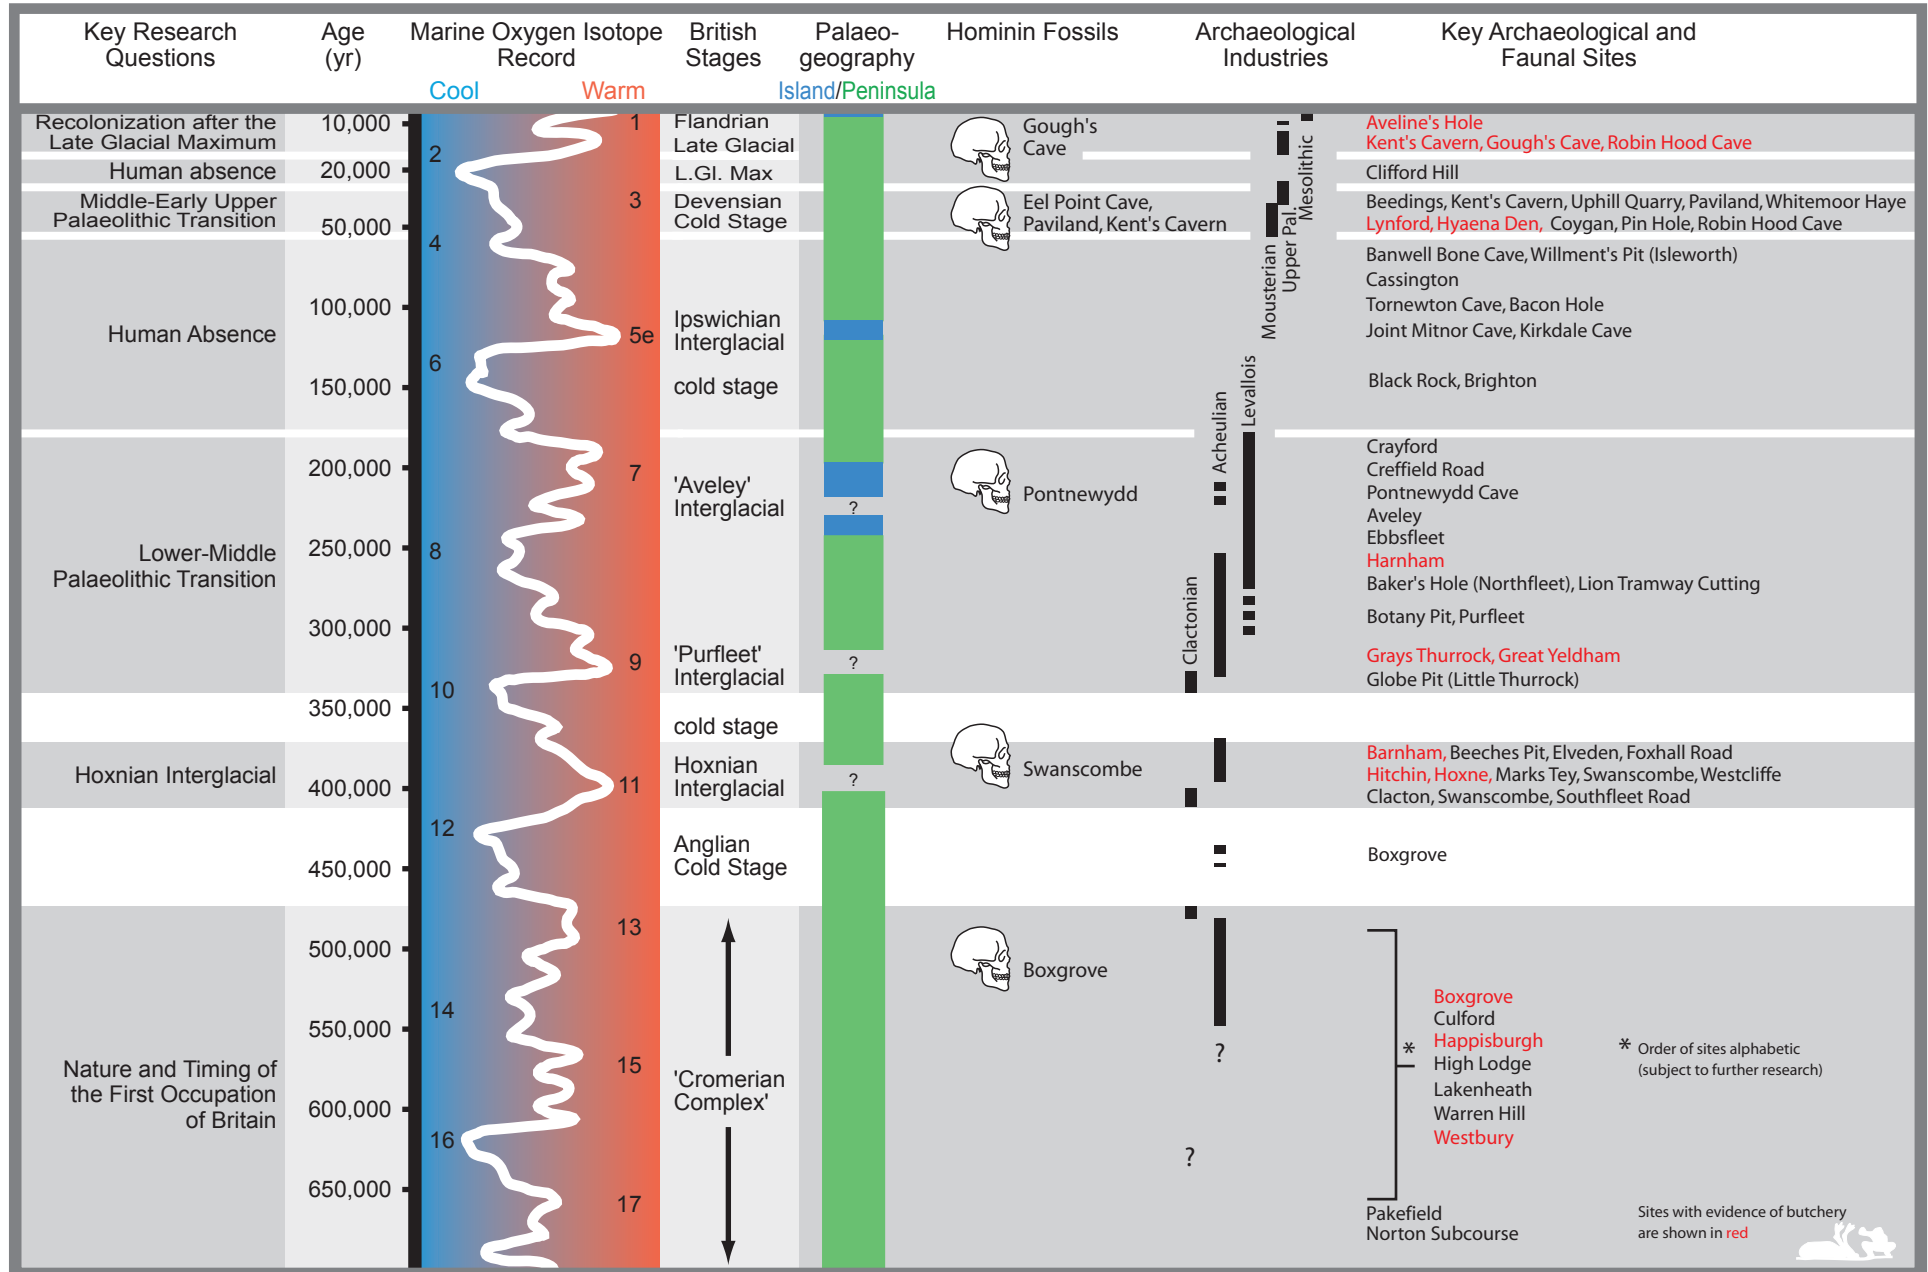 Key Research
Questions
Age
(yr)
Marine Oxygen Isotope
Record
Cool
Warm
British
Stages
Palaeo-
geography
Island/Peninsula
Hominin Fossils
Archaeological
Industries
Key Archaeological and
Faunal Sites
Recolonization after the
Late Glacial Maximum
Human absence
Middle-Early Upper
Palaeolithic Transition
Human Absence
Lower-Middle
Palaeolithic Transition
Hoxnian Interglacial
Nature and Timing of
the First Occupation
of Britain
10,000
20,000
50,000
100,000
150,000
200,000
250,000
300,000
350,000
400,000
450,000
500,000
550,000
600,000
650,000
1
2
3
4
5e
6
7
8
9
10
11
12
13
14
15
16
17
Flandrian
Late Glacial
L.Gl. Max
Devensian
Cold Stage
Ipswichian
Interglacial
cold stage
'Aveley'
Interglacial
'Purfleet'
Interglacial
cold stage
Hoxnian
Interglacial
Anglian
Cold Stage
'Cromerian
Complex'
?
?
?
Gough's
Cave
Eel Point Cave,
Paviland, Kent's Cavern
Pontnewydd
Swanscombe
Boxgrove
Clactonian
Acheulian
Levallois
Mousterian
Upper Pal.
Mesolithic
?
?
Aveline's Hole
Kent's Cavern, Gough's Cave, Robin Hood Cave
Clifford Hill
Beedings, Kent's Cavern, Uphill Quarry, Paviland, Whitemoor Haye
Lynford, Hyaena Den, Coygan, Pin Hole, Robin Hood Cave
Banwell Bone Cave, Willment's Pit (Isleworth)
Cassington
Tornewton Cave, Bacon Hole
Joint Mitnor Cave, Kirkdale Cave
Black Rock, Brighton
Crayford
Creffield Road
Pontnewydd Cave
Aveley
Ebbsfleet
Harnham
Baker's Hole (Northfleet), Lion Tramway Cutting
Botany Pit, Purfleet
Grays Thurrock, Great Yeldham
Globe Pit (Little Thurrock)
Barnham, Beeches Pit, Elveden, Foxhall Road
Hitchin, Hoxne, Marks Tey, Swanscombe, Westcliffe
Clacton, Swanscombe, Southfleet Road
Boxgrove
Boxgrove
Culford
Happisburgh
High Lodge
Lakenheath
Warren Hill
Westbury
*
* Order of sites alphabetic
(subject to further research)
Pakefield
Norton Subcourse
Sites with evidence of butchery
are shown in red